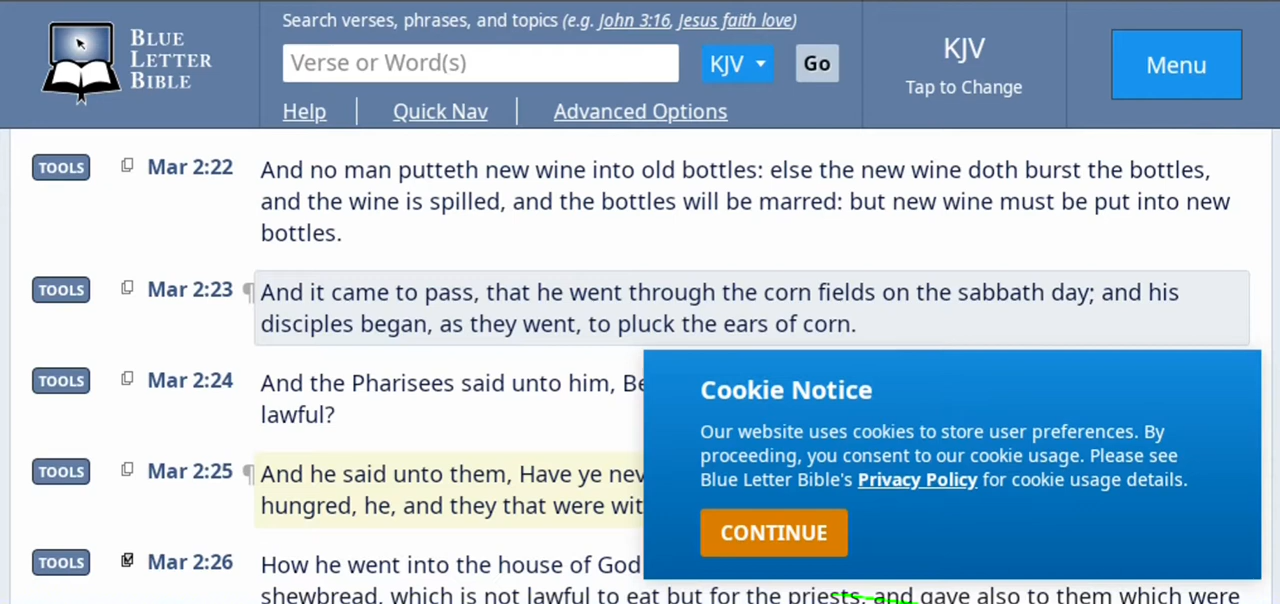 BLUE
LETTER
BIBLE
Search verses, phrases, and topics (e.g. John 3:16, Jesus faith love)
Verse or Word(s)
KJV
Go
Help
Quick Nav
Advanced Options
KJV
Tap to Change
Menu
TOOLS Mar 2:22 And no man putteth new wine into old bottles: else the new wine doth burst the bottles,
and the wine is spilled, and the bottles will be marred: but new wine must be put into new
bottles.
TOOLS Mar 2:23 ¶ And it came to pass, that he went through the corn fields on the sabbath day; and his
disciples began, as they went, to pluck the ears of corn.
TOOLS Mar 2:24 And the Pharisees said unto him,
lawful?
TOOLS Mar 2:25 ¶ And he said unto them, Have ye
hungred, he, and they that were
TOOLS Mar 2:26 How he went into the house of God
shewbread, which is not lawful to eat but for the priests, and gave also to them which were
Cookie Notice
Our website uses cookies to store user preferences. By
proceeding, you consent to our cookie usage. Please see
Blue Letter Bible's Privacy Policy for cookie usage details.
CONTINUE